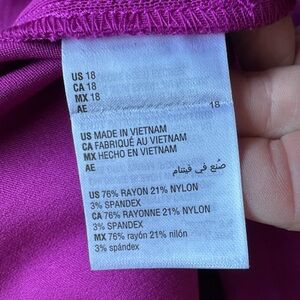 US 18
CA 18
MX 18
AE 18
US MADE IN VIETNAM
CA FABRIQUÉ AU VIETNAM
MX HECHO EN VIETNAM
صُنع في فيتنام
US 76% RAYON 21% NYLON
3% SPANDEX
CA 76% RAYONNE 21% NYLON
3% SPANDEX
MX 76% rayón 21% nilón
3% spándex